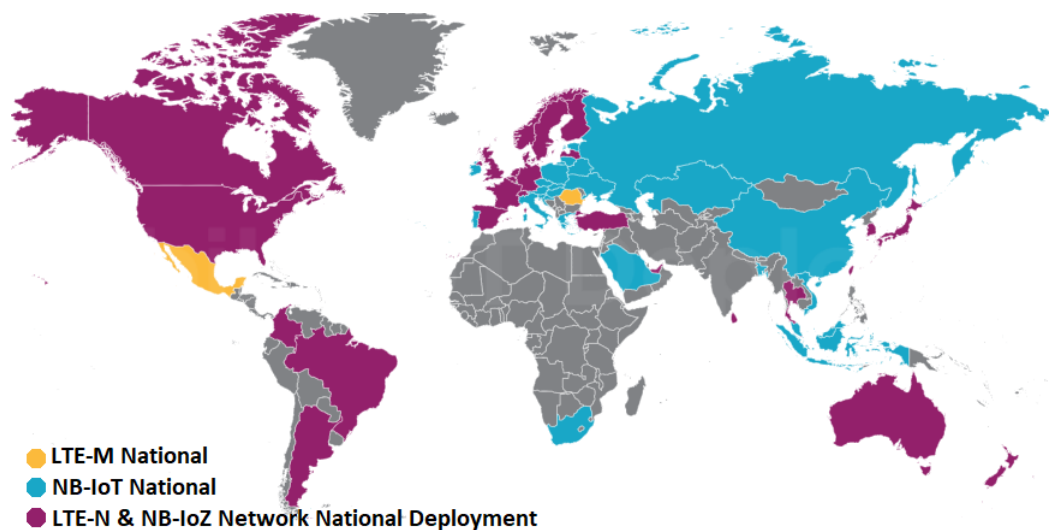 LTE-M National
NB-IoT National
LTE-N & NB-IoZ Network National Deployment